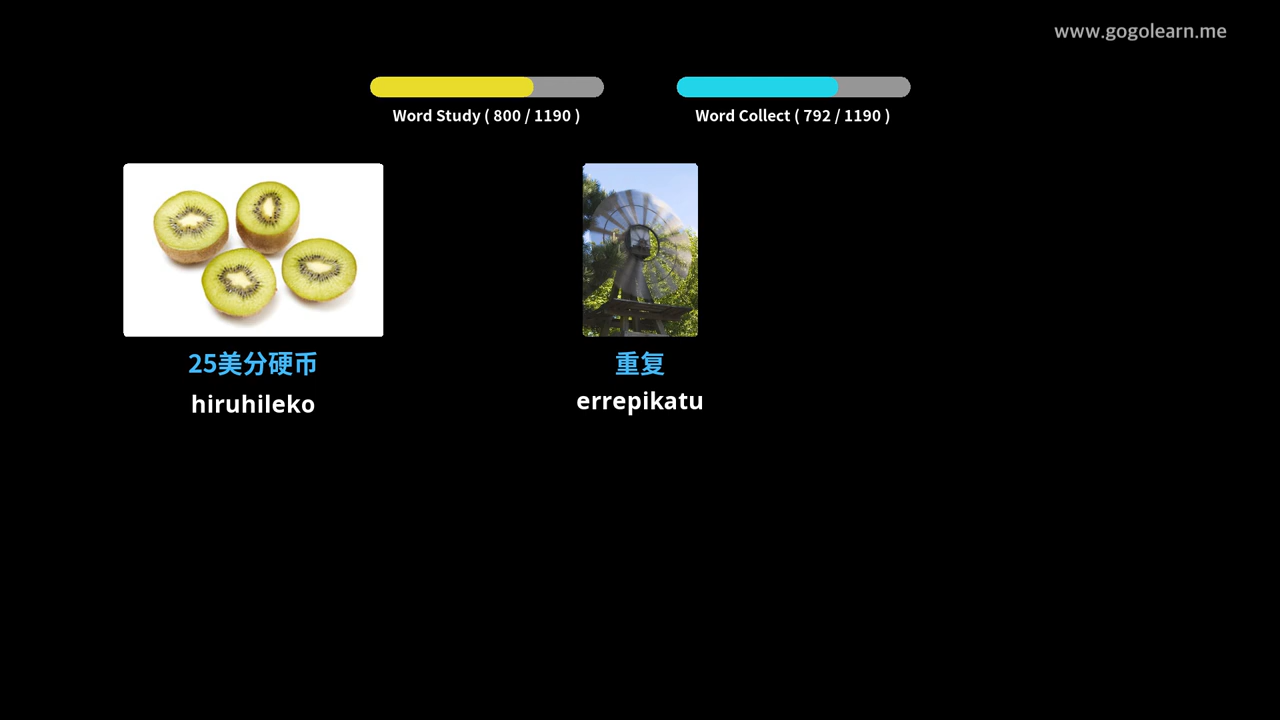 www.gogolearn.me
Word Study ( 800 / 1190 )
Word Collect ( 792 / 1190 )
25美分硬币
hiruhileko
重复
errepikatu